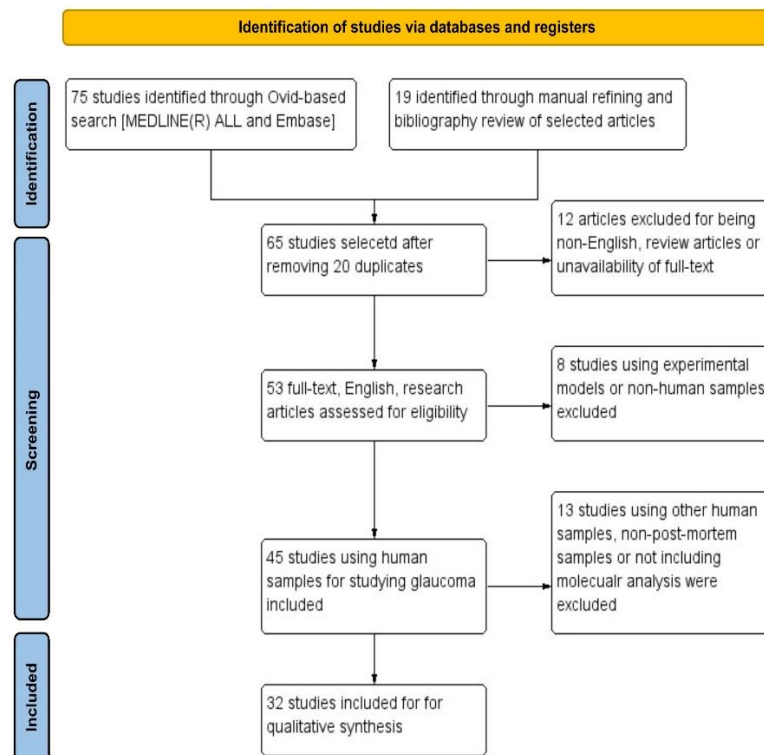 Identification of studies via databases and registers
Identification
75 studies identified through Ovid-based
search [MEDLINE(R) ALL and Embase]
19 identified through manual refining and
bibliography review of selected articles
Screening
65 studies selecetd after
removing 20 duplicates
12 articles excluded for being
non-English, review articles or
unavailability of full-text
53 full-text, English, research
articles assessed for eligibility
8 studies using experimental
models or non-human samples
excluded
45 studies using human
samples for studying glaucoma
included
13 studies using other human
samples, non-post-mortem
samples or not including
molecualr analysis were
excluded
Included
32 studies included for for
qualitative synthesis